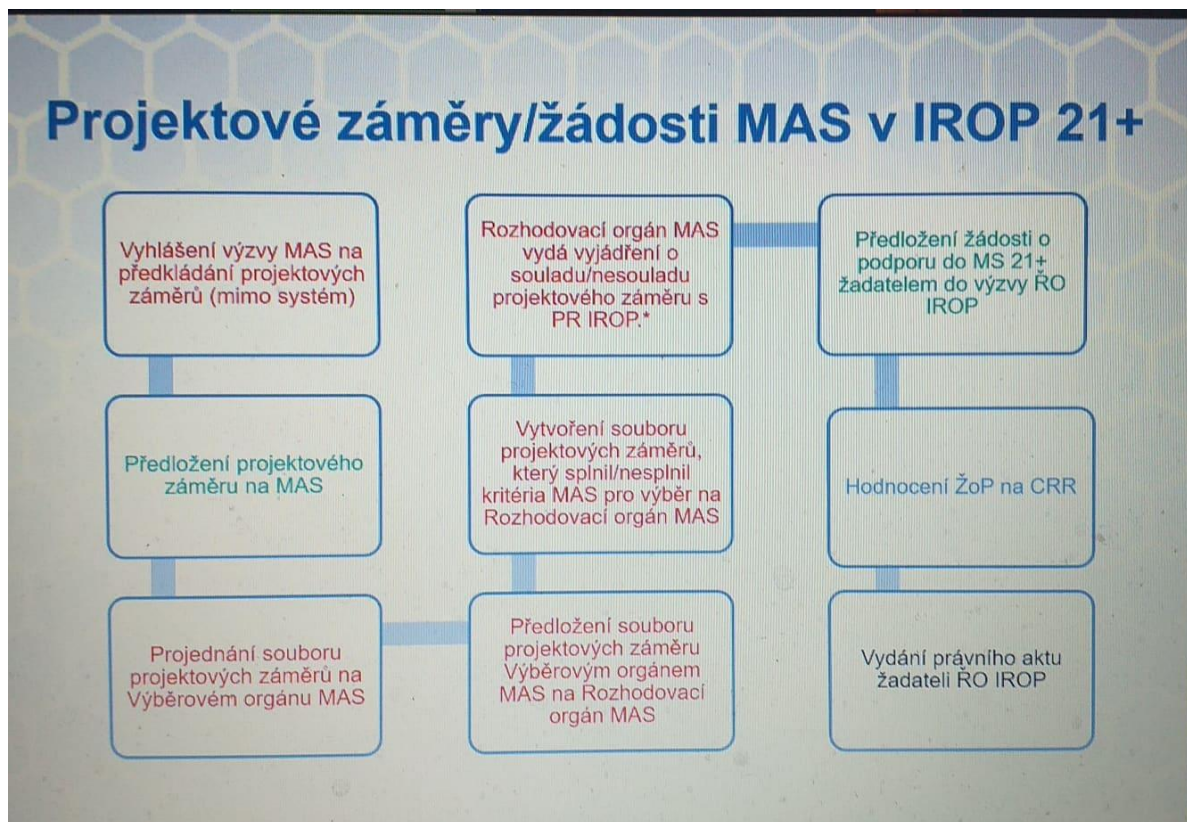 Projektové záměry/žádosti MAS v IROP 21+
Vyhlášení výzvy MAS na
předkládání projektových
záměrů (mimo systém)
Předložení projektového
záměru na MAS
Projednání souboru
projektových záměrů na
Výběrovém orgánu MAS
Předložení souboru
projektových záměru
Výběrovým orgánem
MAS na Rozhodovací
orgán MAS
Vytvoření souboru
projektových záměrů,
který splnil/nesplnil
kritéria MAS pro výběr na
Rozhodovací orgán MAS
Rozhodovací orgán MAS
vydá vyjádření o
souladu/nesouladu
projektového záměru s
PR IROP.*
Předložení žádosti o
podporu do MS 21+
žadatelem do výzvy ŘO
IROP
Hodnocení ŽoP na CRR
Vydání právního aktu
žadateli ŘO IROP